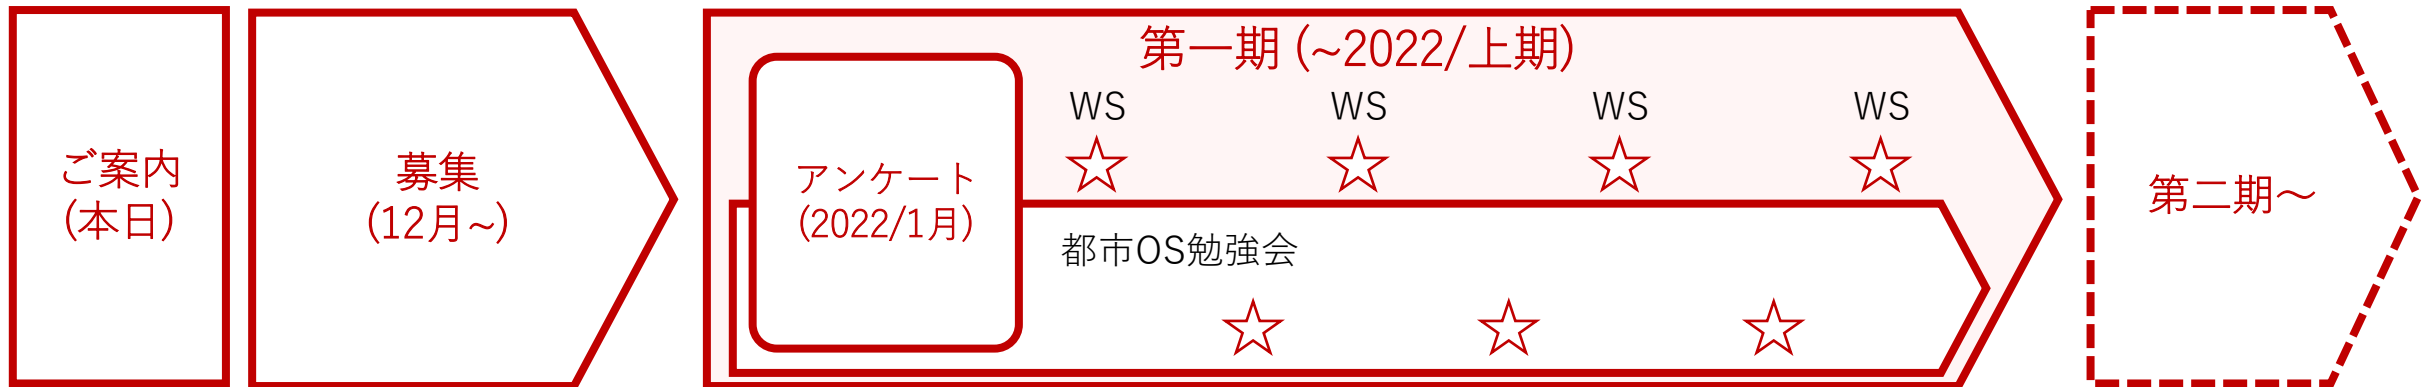 ご案内
(本日)
募集
(12月~)
第一期 (~2022/上期)
アンケート
(2022/1月)
WS
WS
WS
WS
都市OS勉強会
第二期～